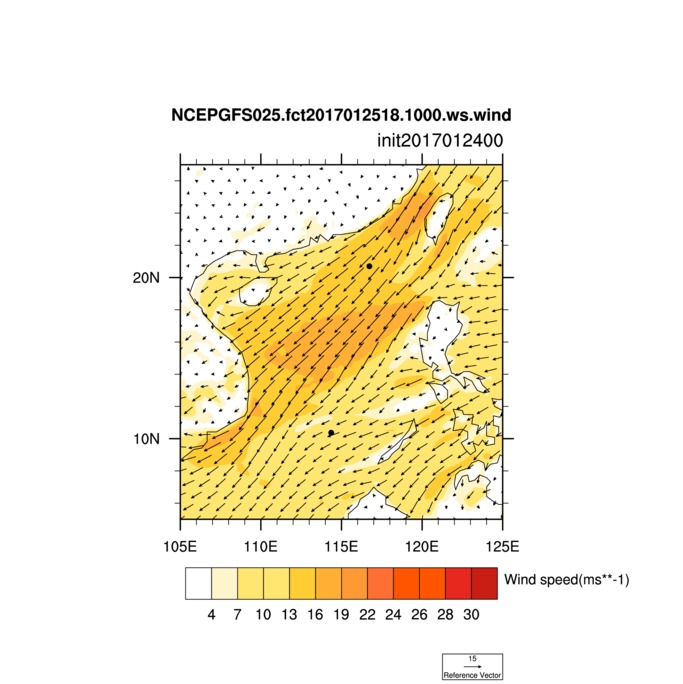 NCEPGFS025.fct2017012518.1000.ws.wind
init2017012400
20N
10N
105E 110E 115E 120E 125E
Wind speed(ms**-1)
4 7 10 13 16 19 22 24 26 28 30
15
Reference Vector